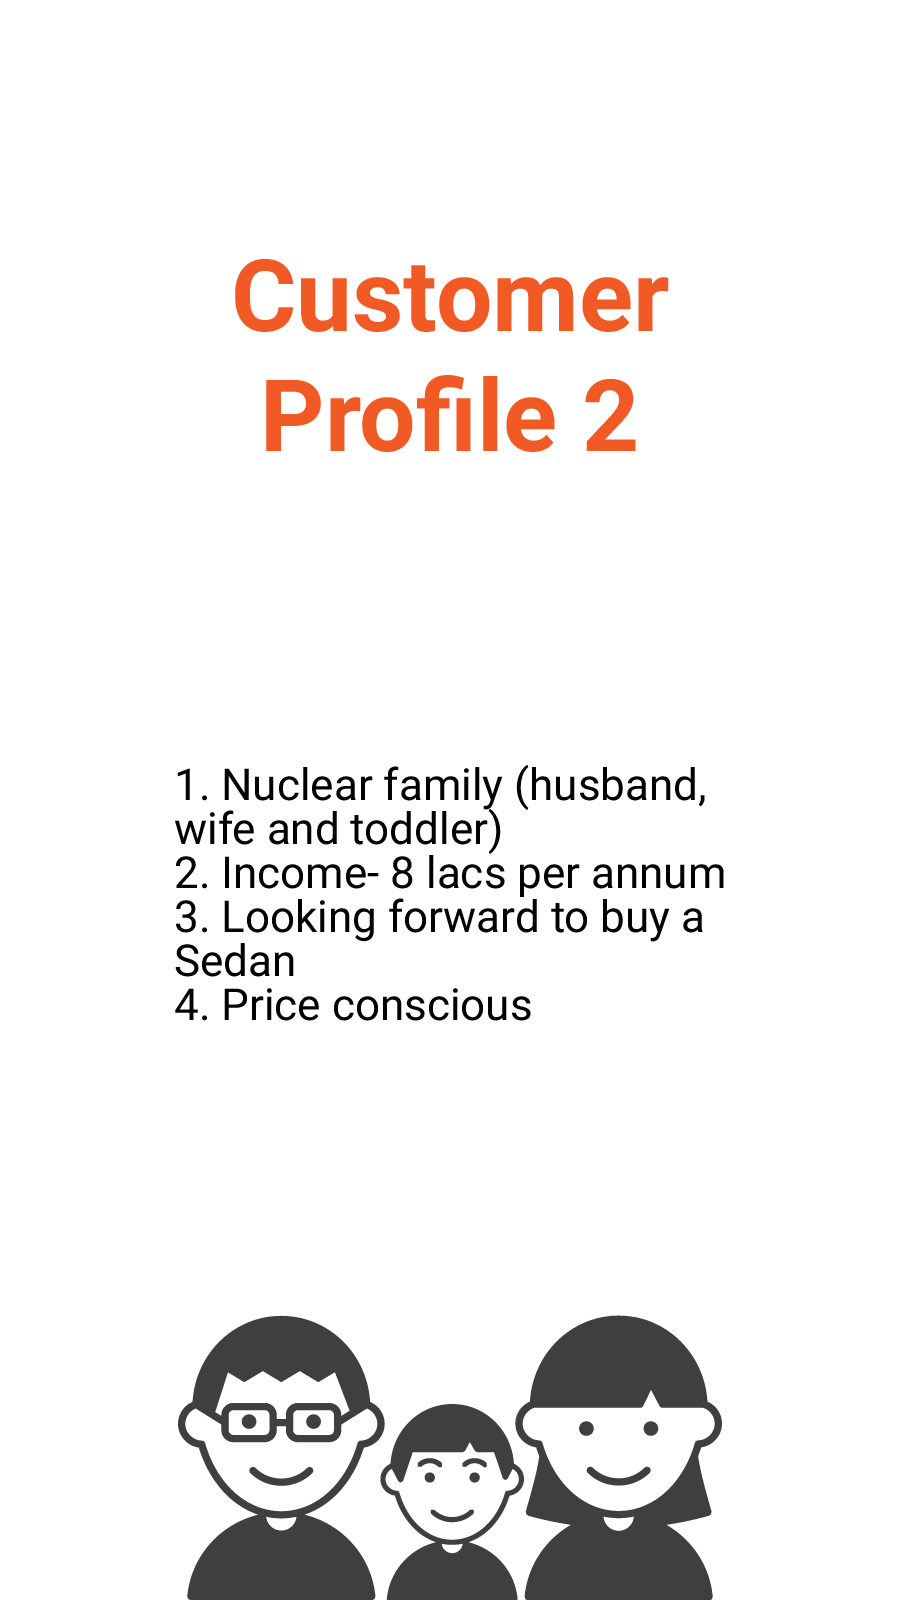 Customer
Profile 2
1. Nuclear family (husband,
wife and toddler)
2. Income- 8 lacs per annum
3. Looking forward to buy a
Sedan
4. Price conscious